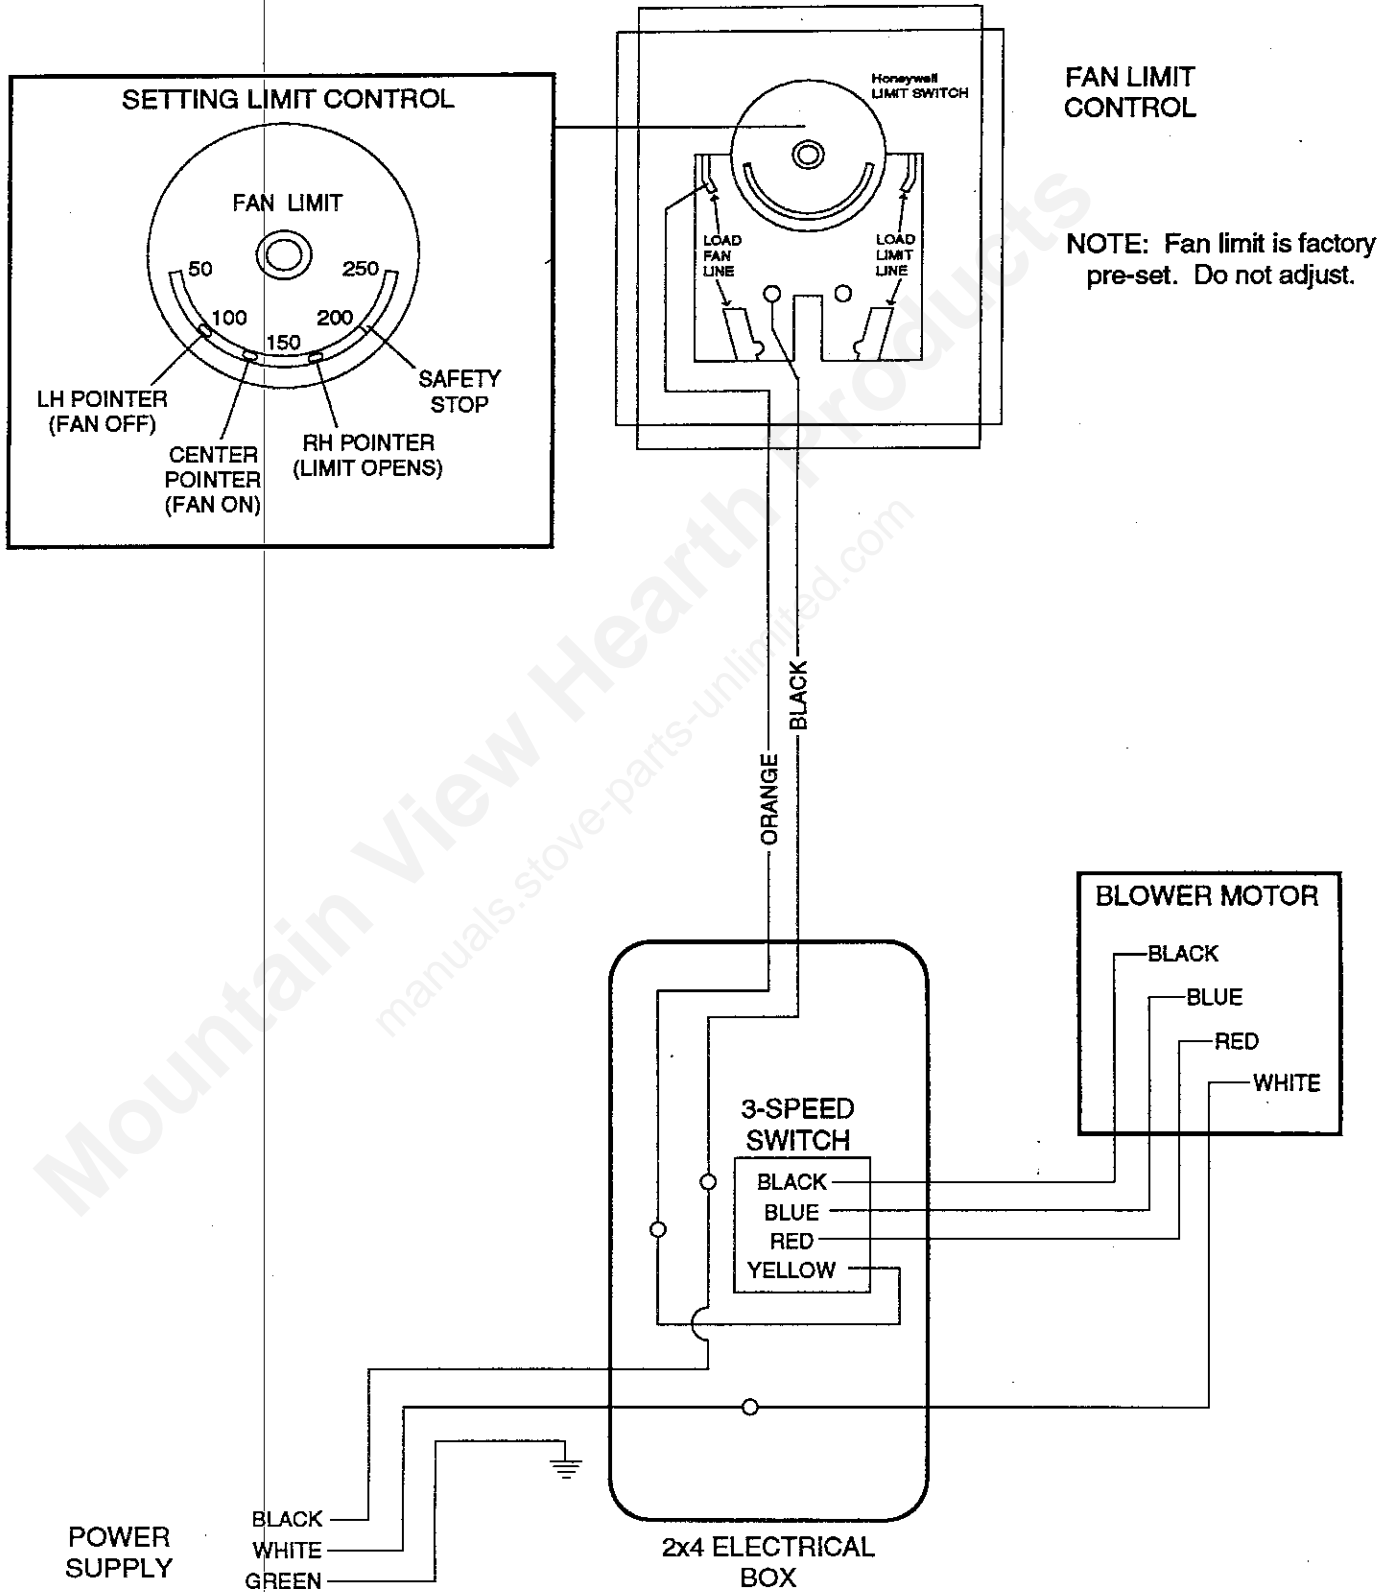 SETTING LIMIT CONTROL
FAN LIMIT
50
250
100
200
150
LH POINTER
(FAN OFF)
CENTER
POINTER
(FAN ON)
RH POINTER
(LIMIT OPENS)
SAFETY
STOP
Honeywell
LIMIT SWITCH
LOAD
FAN
LINE
LOAD
LIMIT
LINE
FAN LIMIT
CONTROL
NOTE: Fan limit is factory
pre-set. Do not adjust.
BLACK
ORANGE
BLOWER MOTOR
BLACK
BLUE
RED
WHITE
3-SPEED
SWITCH
BLACK
BLUE
RED
YELLOW
2x4 ELECTRICAL
BOX
POWER
SUPPLY
BLACK
WHITE
GREEN
Mountain View Hearth Products
manuals.stove-parts-unlimited.com